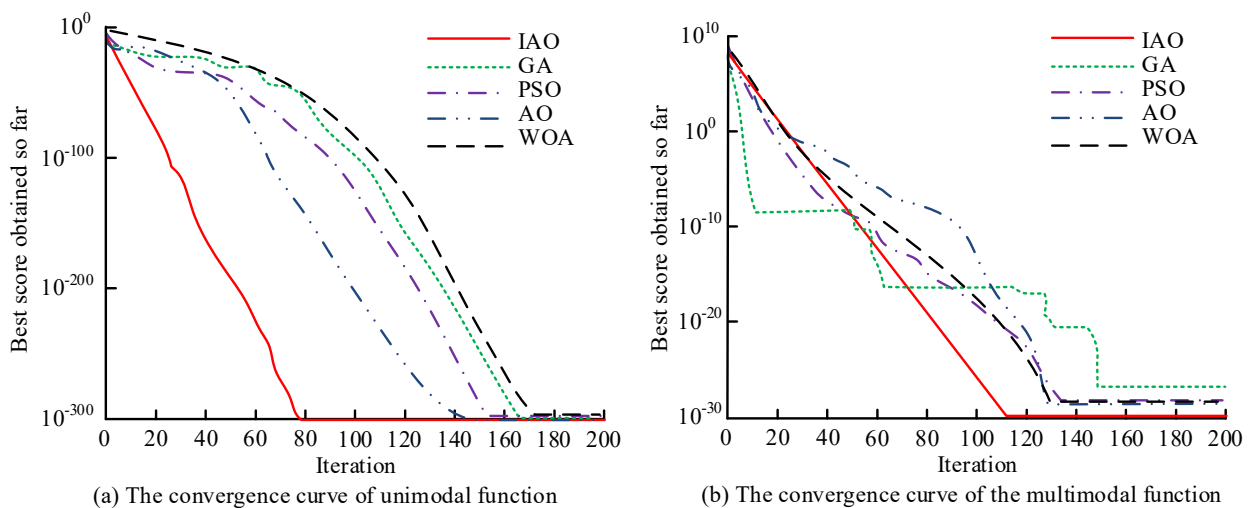 10^0
10^-100
10^-200
10^-300
Best score obtained so far
IAO
GA
PSO
AO
WOA
0 20 40 60 80 100 120 140 160 180 200
Iteration
(a) The convergence curve of unimodal function
10^10
10^0
10^-10
10^-20
10^-30
Best score obtained so far
IAO
GA
PSO
AO
WOA
0 20 40 60 80 100 120 140 160 180 200
Iteration
(b) The convergence curve of the multimodal function